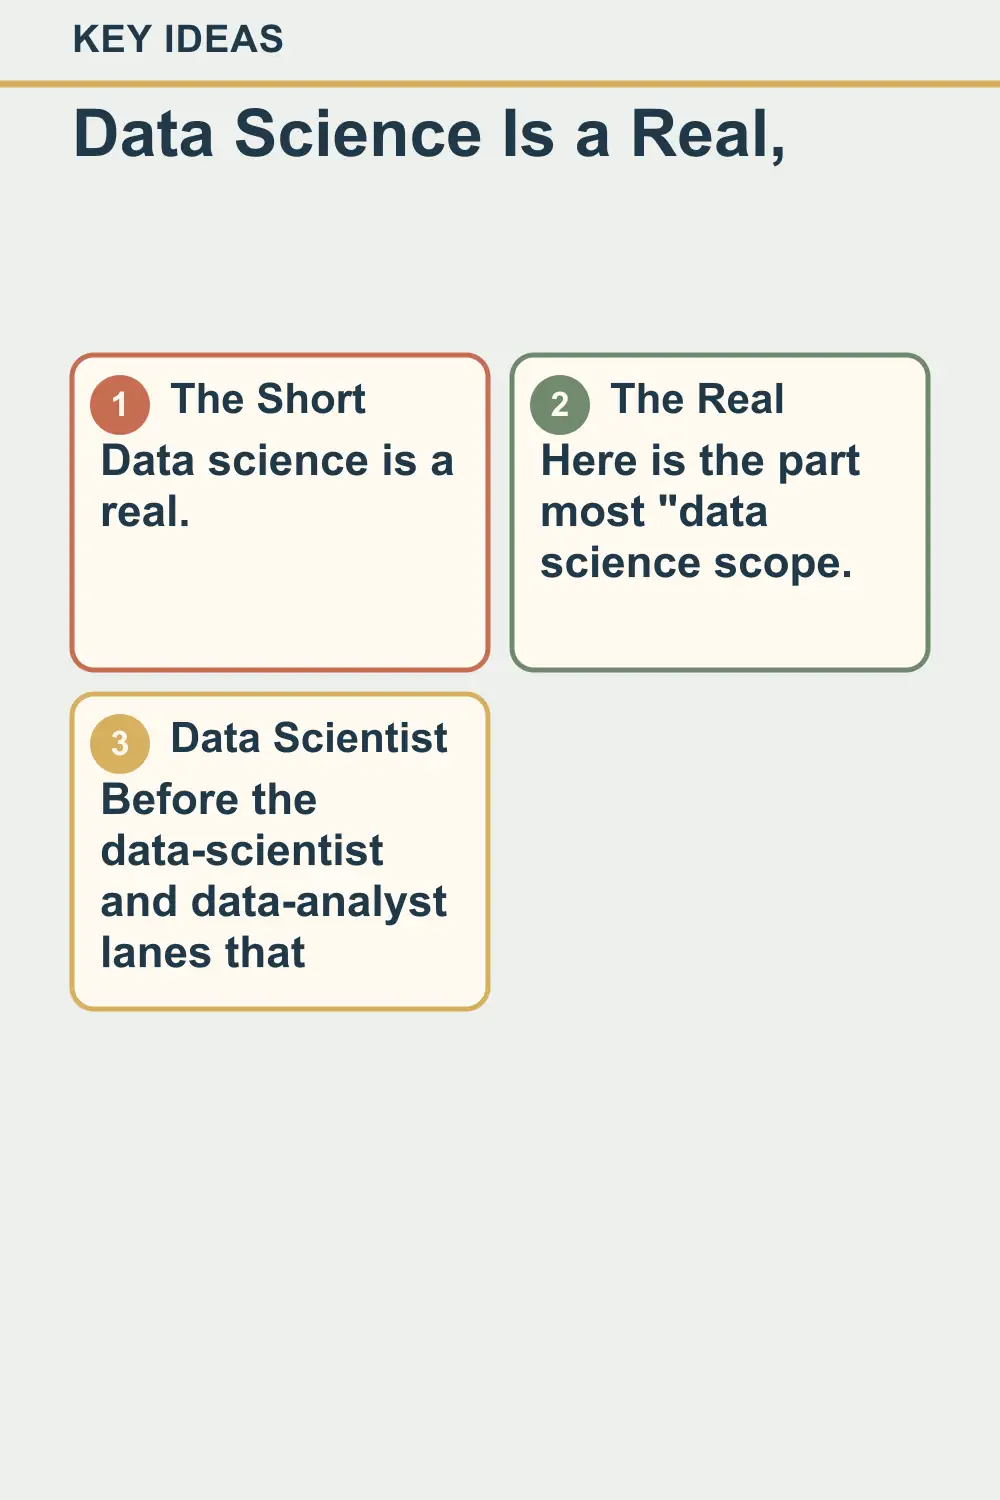 KEY IDEAS
Data Science Is a Real,
1
The Short
Data science is a
real.
2
The Real
Here is the part
most "data
science scope.
3
Data Scientist
Before the
data-scientist
and data-analyst
lanes that